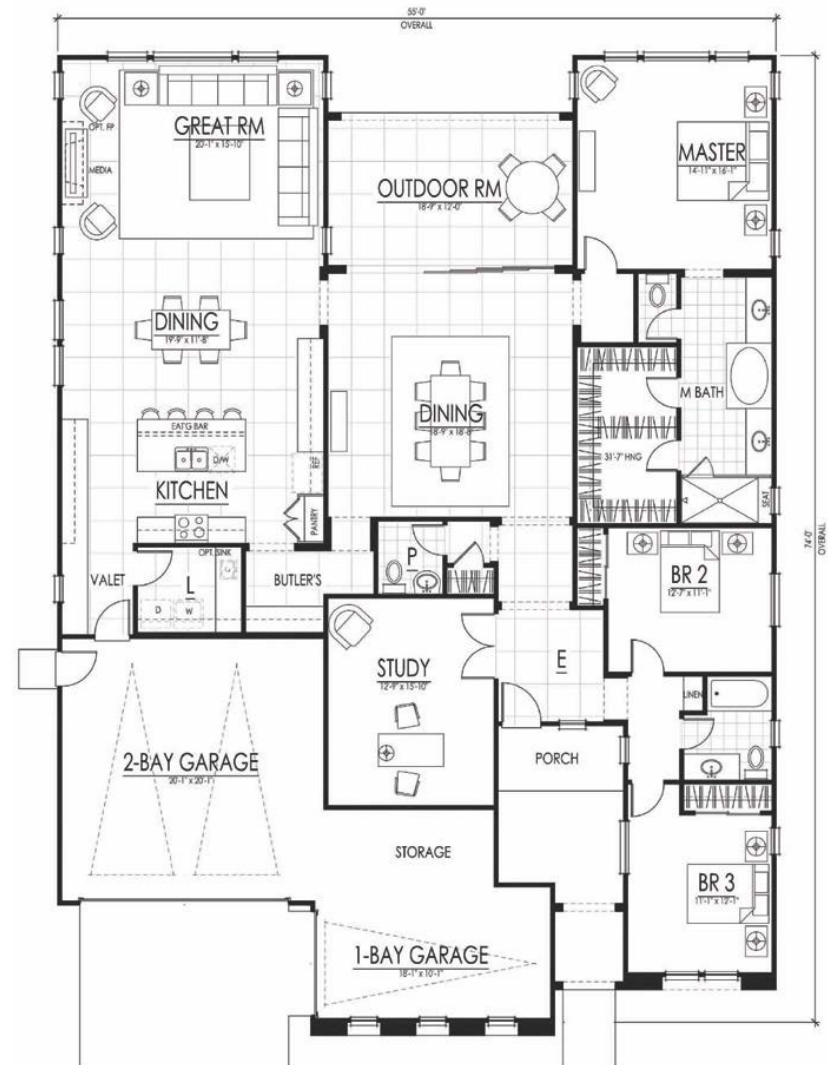 55'-0"
OVERALL
GREAT RM
20'-1" x 15'-10"
OPT. FP
MEDIA
OUTDOOR RM
18'-9" x 12'-0"
MASTER
14'-11" x 16'-1"
DINING
19'-9" x 11'-8"
DINING
M BATH
EAT'G BAR
D/W
REF
31'-7" HNG
KITCHEN
PANTRY
SEAT
74'-0"
OVERALL
OPT. SINK
P
VALET
L
BUTLER'S
D
W
BR 2
12'-7" x 11'-1"
STUDY
12'-9" x 15'-10"
E
LINEN
2-BAY GARAGE
20'-1" x 20'-1"
PORCH
STORAGE
BR 3
11'-1" x 12'-1"
1-BAY GARAGE
18'-1" x 10'-1"